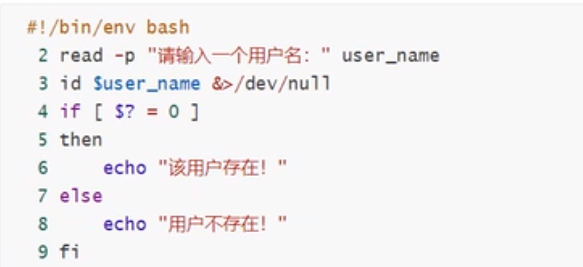 #!/bin/env bash
2 read -p "请输入一个用户名：" user_name
3 id $user_name &>/dev/null
4 if [ $? = 0 ]
5 then
6     echo "该用户存在！"
7 else
8     echo "用户不存在！"
9 fi